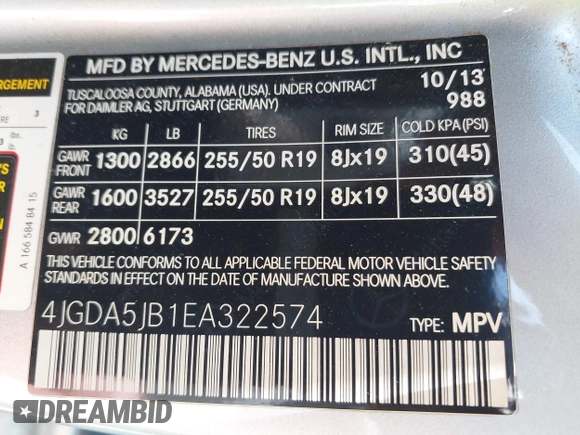 MFD BY MERCEDES-BENZ U.S. INTL., INC
TUSCALOOSA COUNTY, ALABAMA (USA). UNDER CONTRACT
FOR DAIMLER AG, STUTTGART (GERMANY)
10/13
988
KG LB TIRES RIM SIZE COLD KPA(PSI)
GAWR FRONT 1300 2866 255/50 R19 8Jx19 310(45)
GAWR REAR 1600 3527 255/50 R19 8Jx19 330(48)
GVWR 2800 6173
THIS VEHICLE CONFORMS TO ALL APPLICABLE FEDERAL MOTOR VEHICLE SAFETY
STANDARDS IN EFFECT ON THE DATE OF MANUFACTURE SHOWN ABOVE.
4JGDA5JB1EA322574
TYPE: MPV
A 166 584 84 15
3
lbs.
DREAMBID